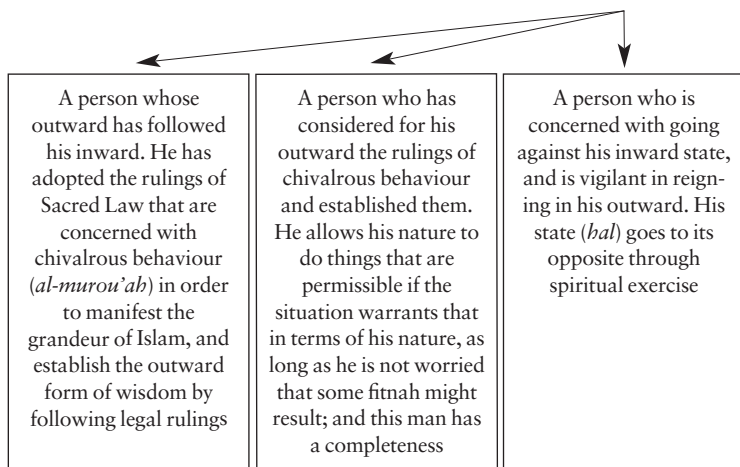 A person whose
outward has followed
his inward. He has
adopted the rulings of
Sacred Law that are
concerned with
chivalrous behaviour
(al-murou’ah) in order
to manifest the
grandeur of Islam, and
establish the outward
form of wisdom by
following legal rulings
A person who has
considered for his
outward the rulings of
chivalrous behaviour
and established them.
He allows his nature to
do things that are
permissible if the
situation warrants that
in terms of his nature, as
long as he is not worried
that some fitnah might
result; and this man has
a completeness
A person who is
concerned with going
against his inward state,
and is vigilant in reign-
ing in his outward. His
state (hal) goes to its
opposite through
spiritual exercise